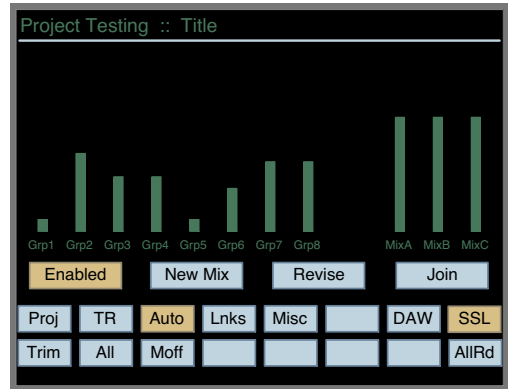 Project Testing :: Title
Grp1 Grp2 Grp3 Grp4 Grp5 Grp6 Grp7 Grp8 MixA MixB MixC
Enabled New Mix Revise Join
Proj TR Auto Lnks Misc DAW SSL
Trim All Moff AllRd